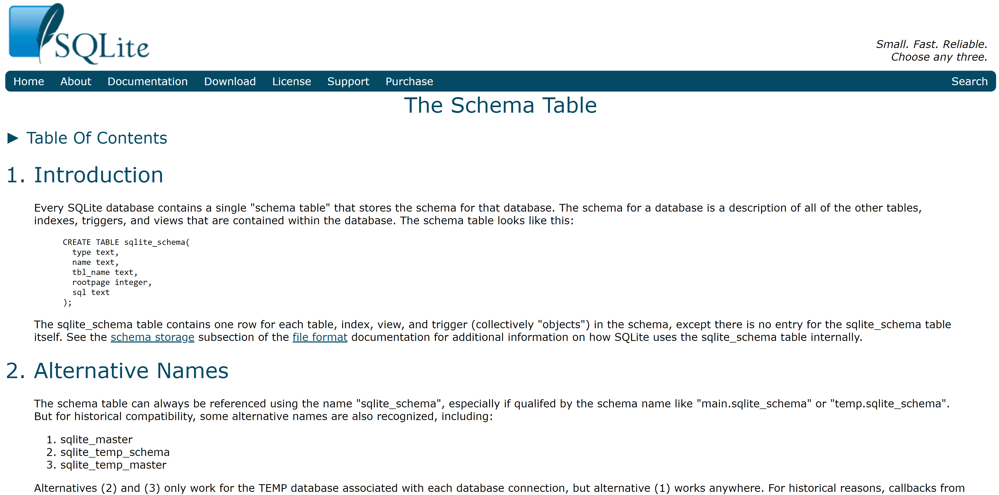 SQLite
Small. Fast. Reliable.
Choose any three.
Home About Documentation Download License Support Purchase Search
The Schema Table
► Table Of Contents
1. Introduction
Every SQLite database contains a single "schema table" that stores the schema for that database. The schema for a database is a description of all of the other tables,
indexes, triggers, and views that are contained within the database. The schema table looks like this:
CREATE TABLE sqlite_schema(
  type text,
  name text,
  tbl_name text,
  rootpage integer,
  sql text
);
The sqlite_schema table contains one row for each table, index, view, and trigger (collectively "objects") in the schema, except there is no entry for the sqlite_schema table
itself. See the schema storage subsection of the file format documentation for additional information on how SQLite uses the sqlite_schema table internally.
2. Alternative Names
The schema table can always be referenced using the name "sqlite_schema", especially if qualifed by the schema name like "main.sqlite_schema" or "temp.sqlite_schema".
But for historical compatibility, some alternative names are also recognized, including:
1. sqlite_master
2. sqlite_temp_schema
3. sqlite_temp_master
Alternatives (2) and (3) only work for the TEMP database associated with each database connection, but alternative (1) works anywhere. For historical reasons, callbacks from